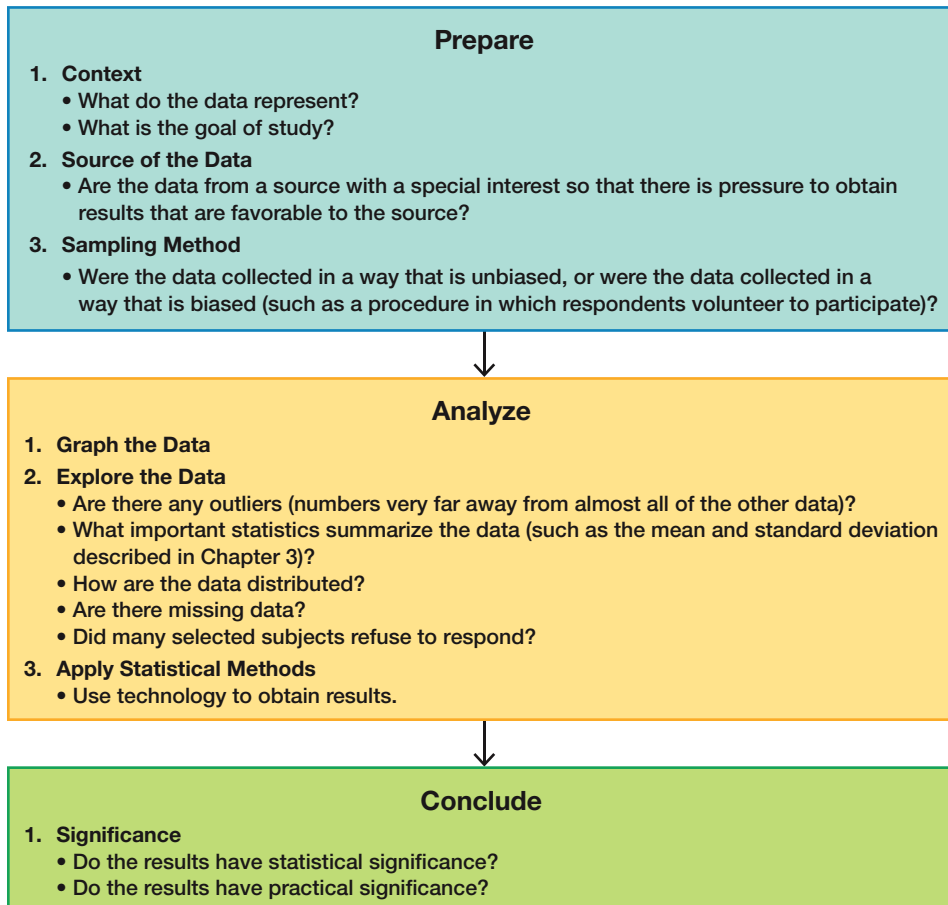 Prepare
1. Context
• What do the data represent?
• What is the goal of study?
2. Source of the Data
• Are the data from a source with a special interest so that there is pressure to obtain
results that are favorable to the source?
3. Sampling Method
• Were the data collected in a way that is unbiased, or were the data collected in a
way that is biased (such as a procedure in which respondents volunteer to participate)?
Analyze
1. Graph the Data
2. Explore the Data
• Are there any outliers (numbers very far away from almost all of the other data)?
• What important statistics summarize the data (such as the mean and standard deviation
described in Chapter 3)?
• How are the data distributed?
• Are there missing data?
• Did many selected subjects refuse to respond?
3. Apply Statistical Methods
• Use technology to obtain results.
Conclude
1. Significance
• Do the results have statistical significance?
• Do the results have practical significance?